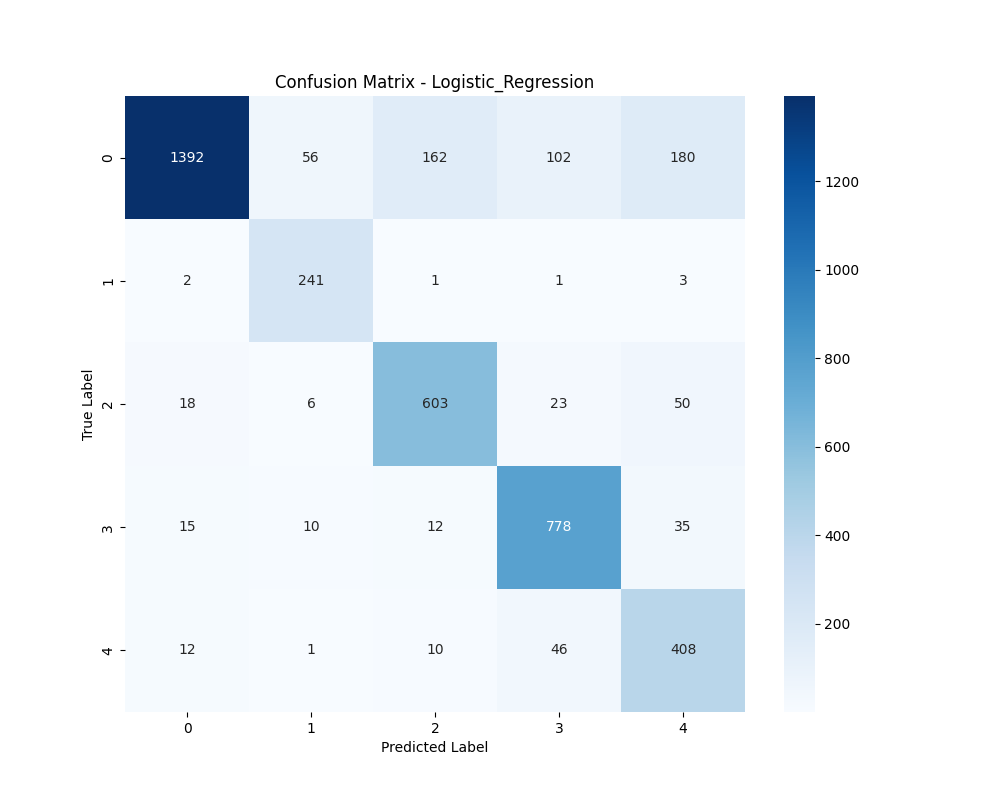 Confusion Matrix - Logistic_Regression
0 1392 56 162 102 180
1 2 241 1 1 3
2 18 6 603 23 50
3 15 10 12 778 35
4 12 1 10 46 408
0 1 2 3 4
Predicted Label
True Label
1200
1000
800
600
400
200